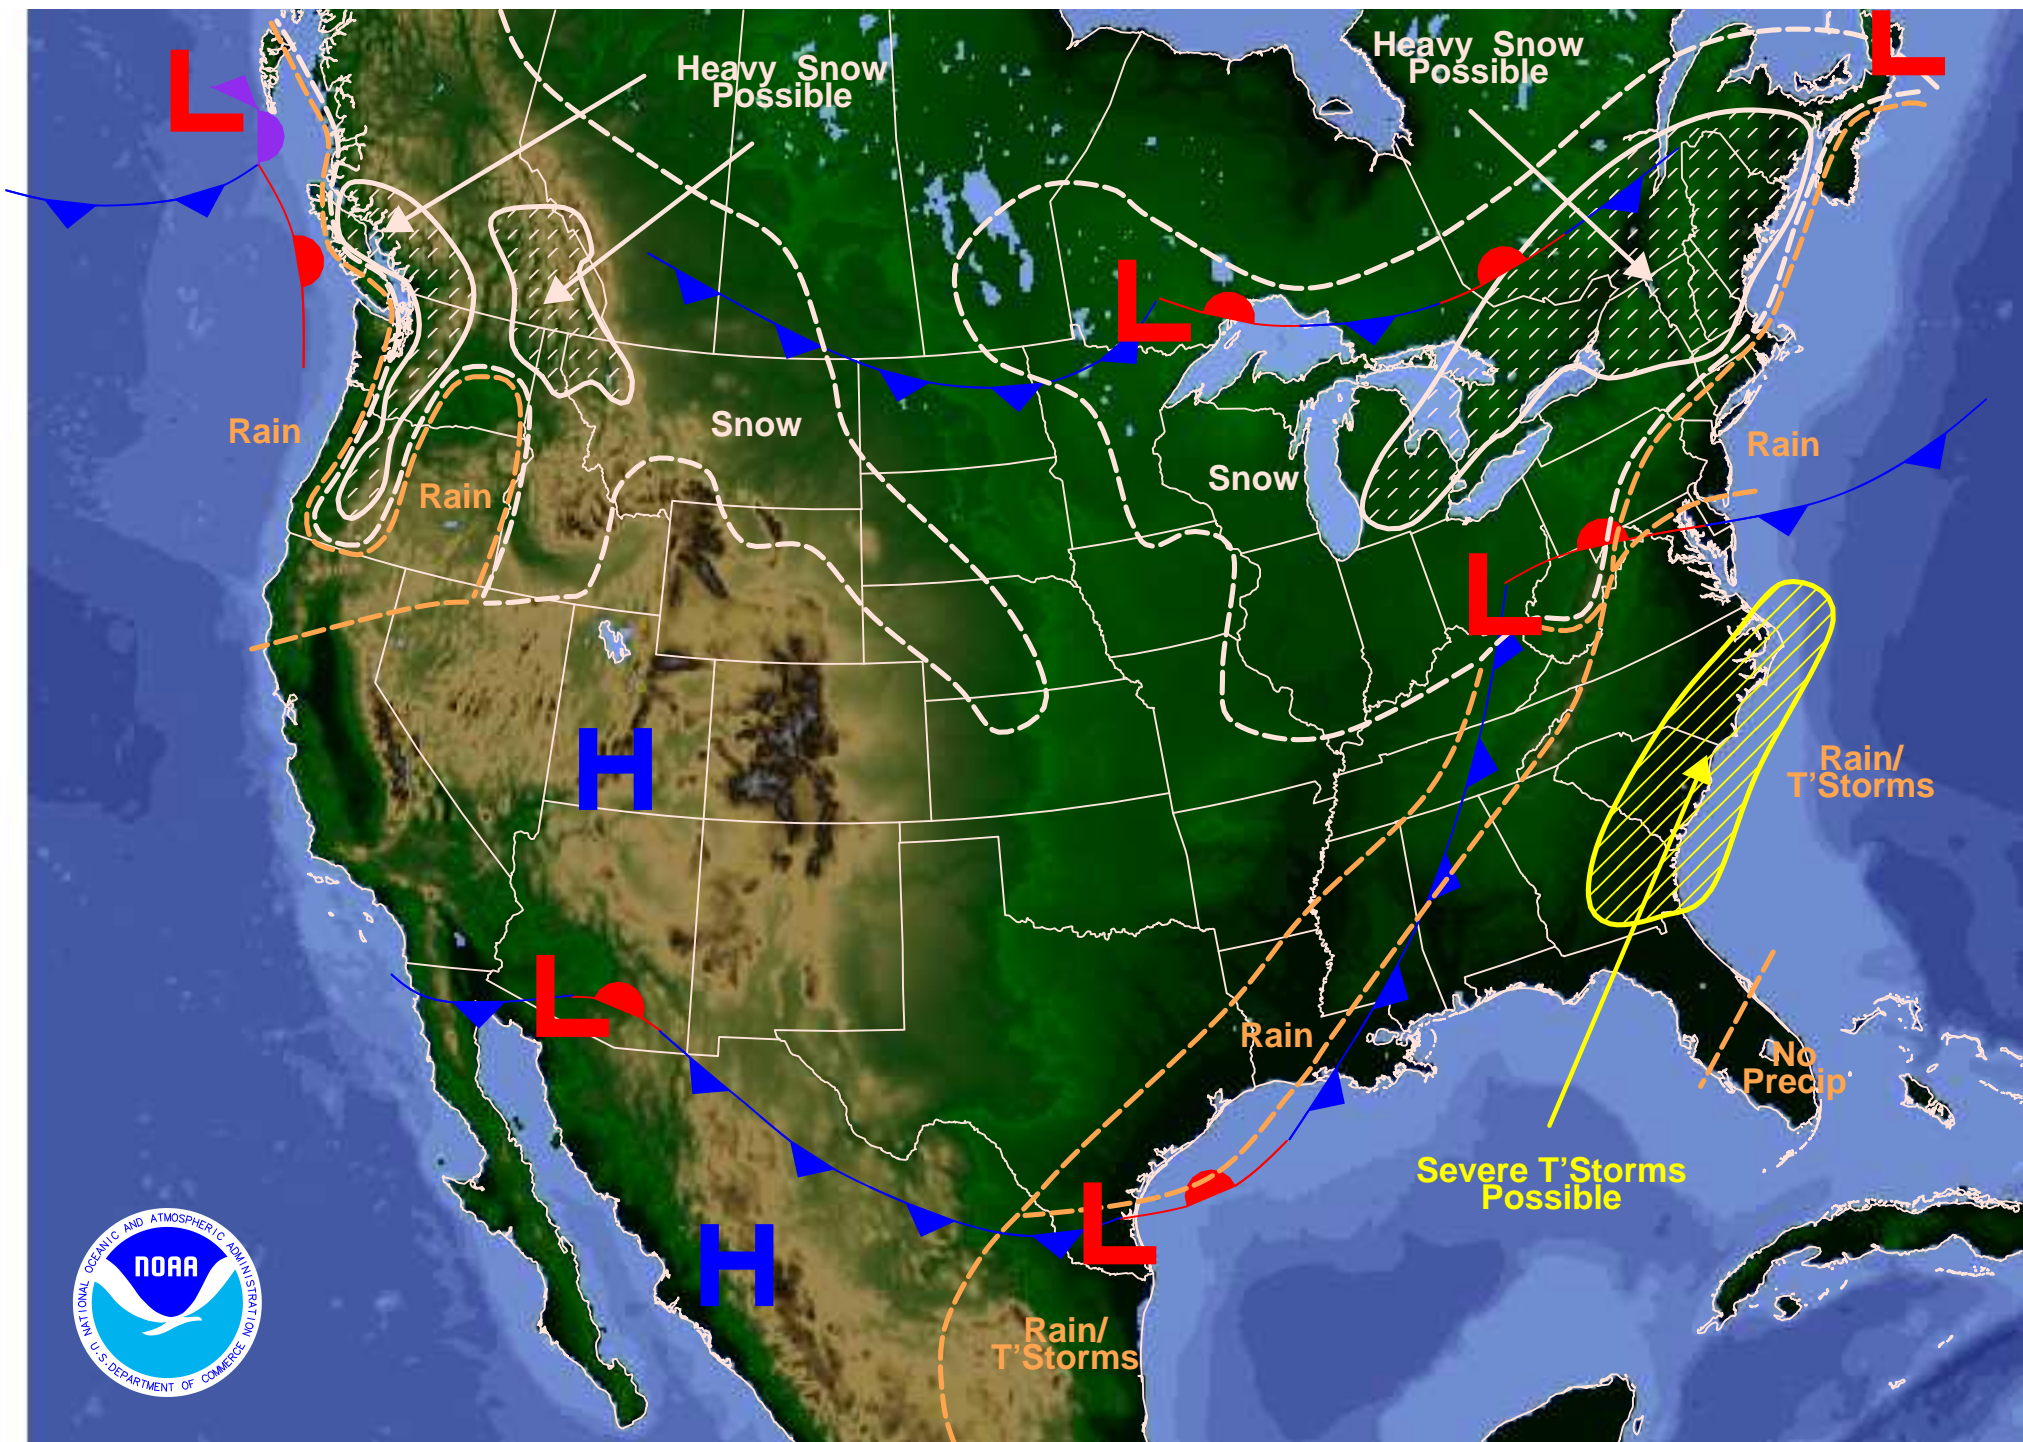 L
Heavy Snow
Possible
Heavy Snow
Possible
L
L
Rain
Snow
Rain
Snow
Rain
L
H
Rain/
T'Storms
L
Rain
No
Precip
Severe T'Storms
Possible
L
H
Rain/
T'Storms
NATIONAL OCEANIC AND ATMOSPHERIC ADMINISTRATION
NOAA
U.S. DEPARTMENT OF COMMERCE